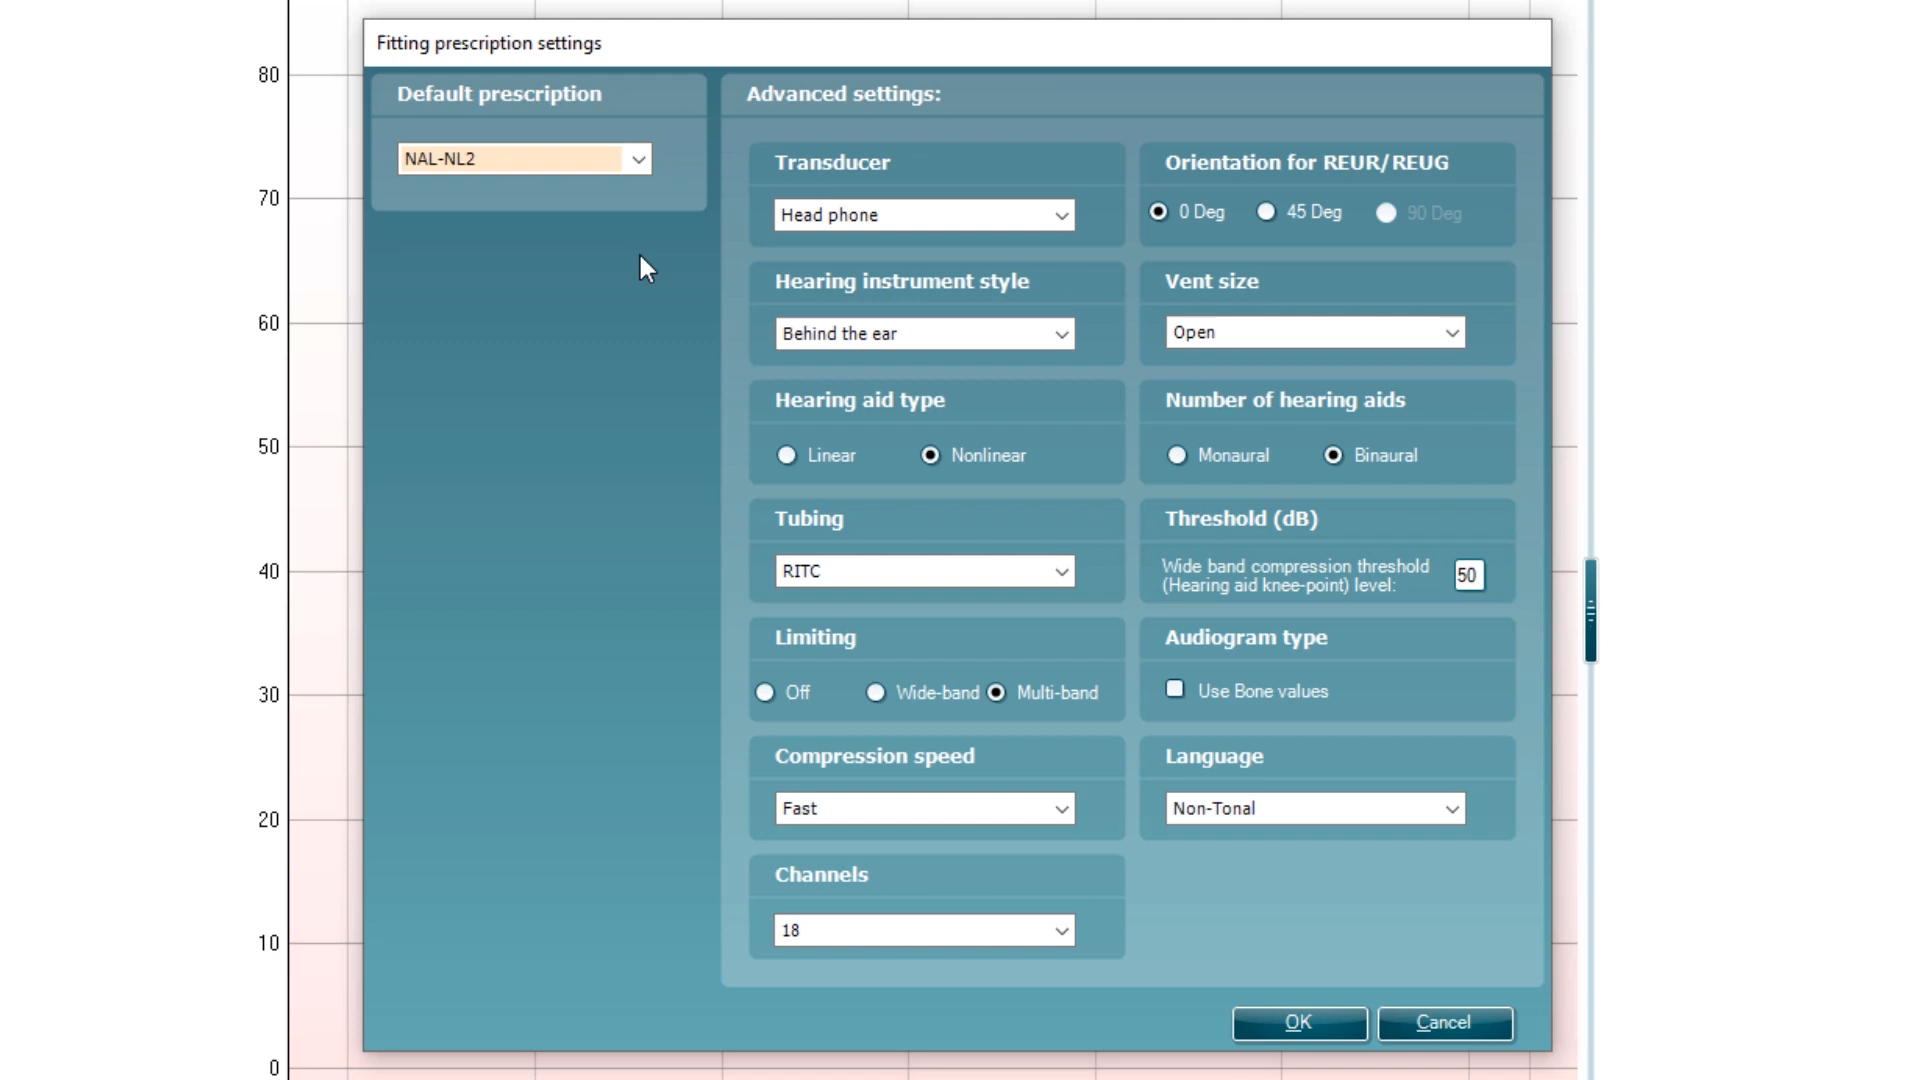 Fitting prescription settings
Default prescription
NAL-NL2
Advanced settings:
Transducer
Head phone
Orientation for REUR/REUG
0 Deg
45 Deg
90 Deg
Hearing instrument style
Behind the ear
Vent size
Open
Hearing aid type
Linear
Nonlinear
Number of hearing aids
Monaural
Binaural
Tubing
RITC
Threshold (dB)
Wide band compression threshold
(Hearing aid knee-point) level:
50
Limiting
Off
Wide-band
Multi-band
Audiogram type
Use Bone values
Compression speed
Fast
Language
Non-Tonal
Channels
18
OK
Cancel
80
70
60
50
40
30
20
10
0